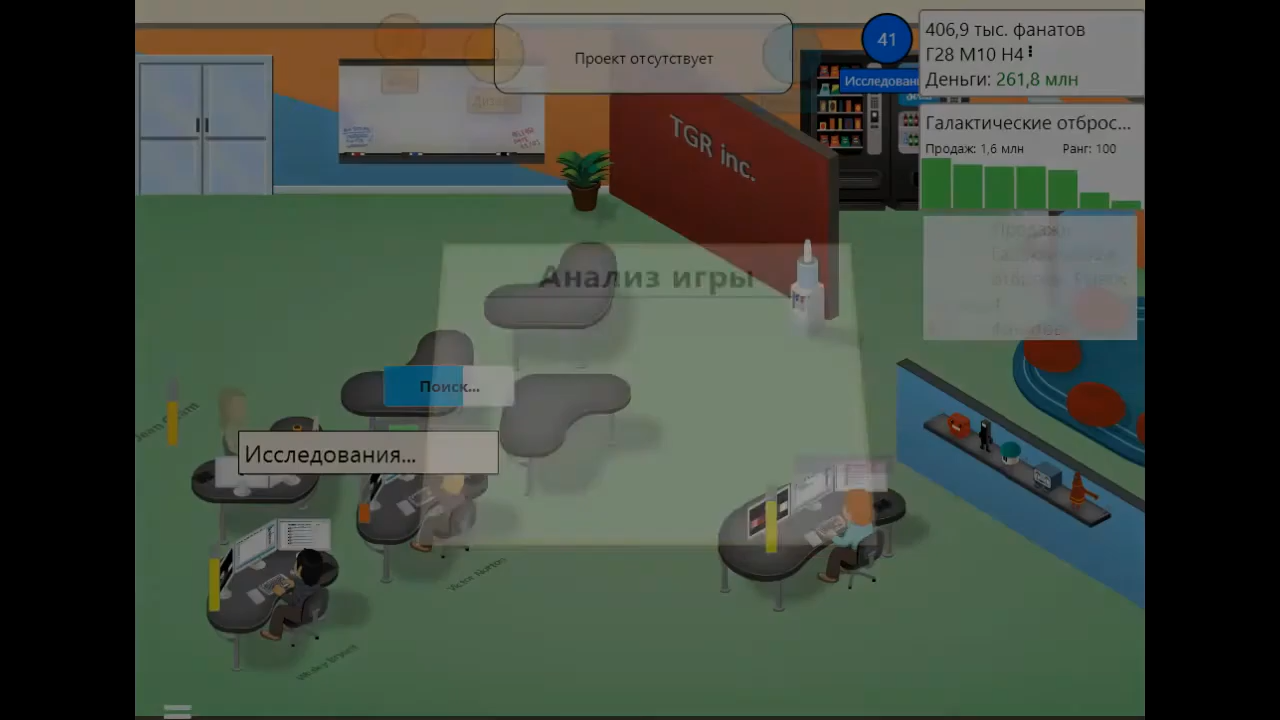 Проект отсутствует
41
Исследован
406,9 тыс. фанатов
Г28 М10 Н4
Деньги: 261,8 млн
Галактические отброс...
Продаж: 1,6 млн Ранг: 100
TGR inc.
Анализ игры
Поиск...
Исследования...